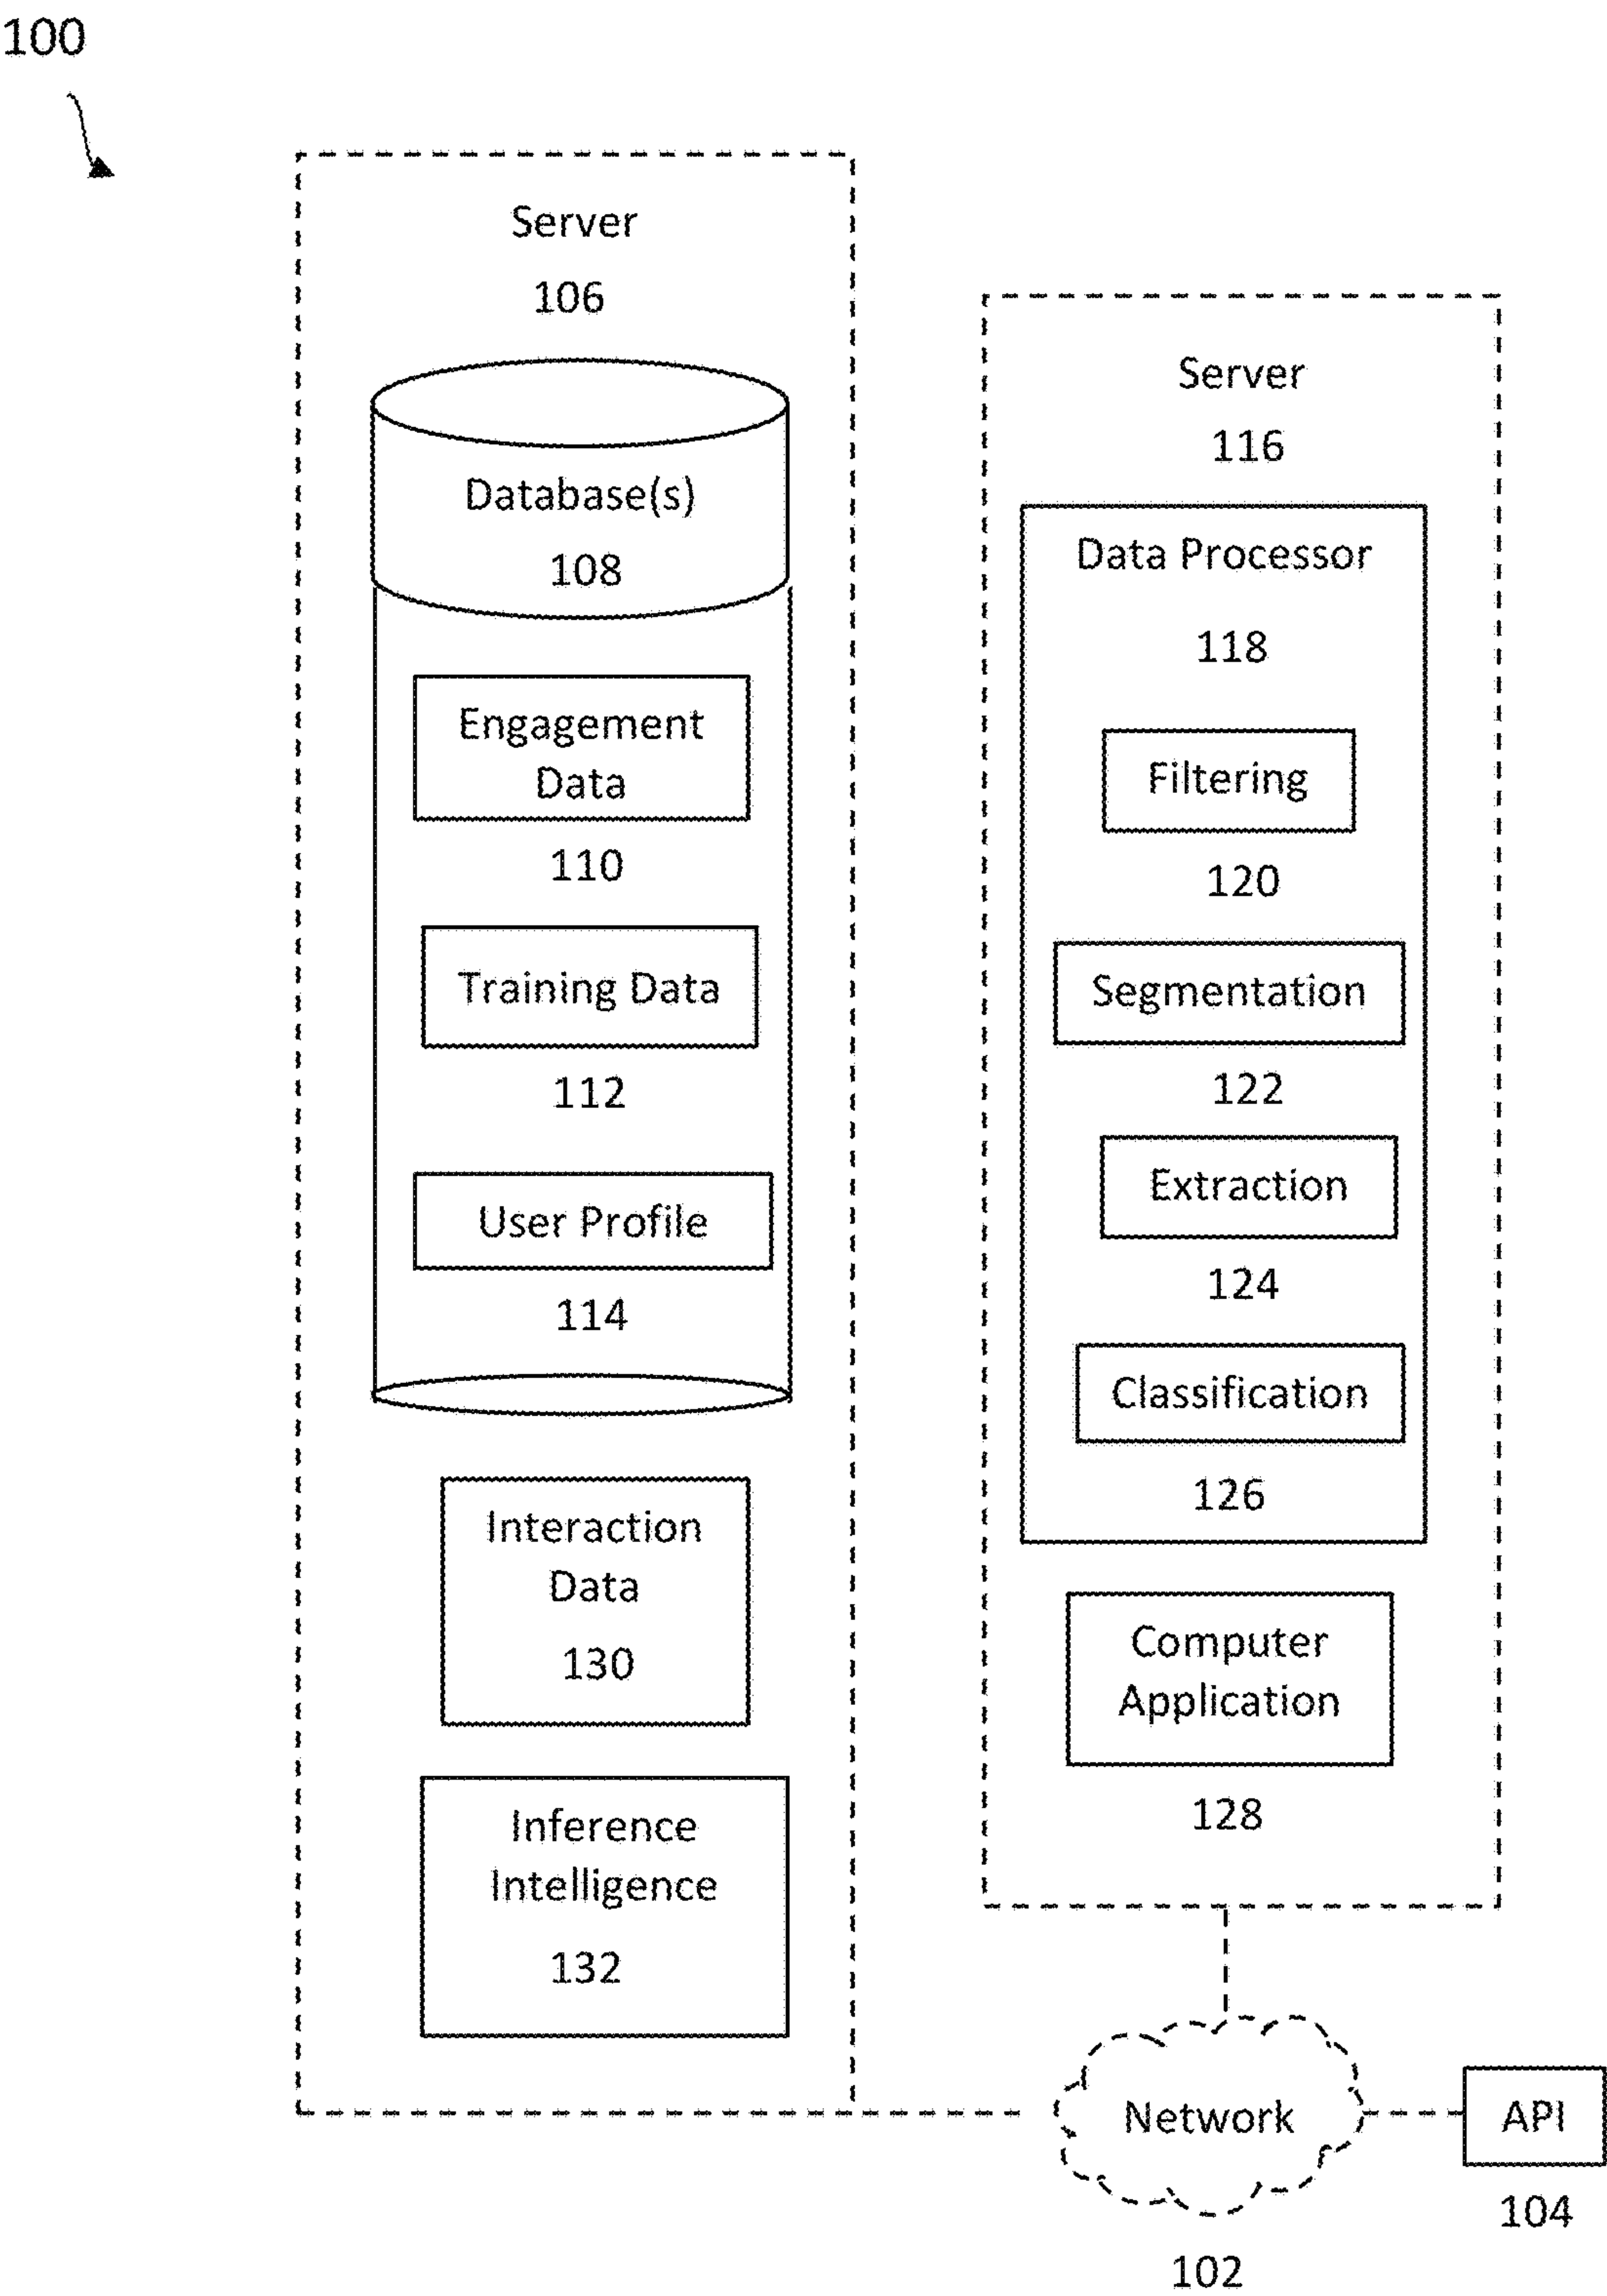 100
Server
106
Database(s)
108
Engagement
Data
110
Training Data
112
User Profile
114
Interaction
Data
130
Inference
Intelligence
132
Server
116
Data Processor
118
Filtering
120
Segmentation
122
Extraction
124
Classification
126
Computer
Application
128
Network
102
API
104